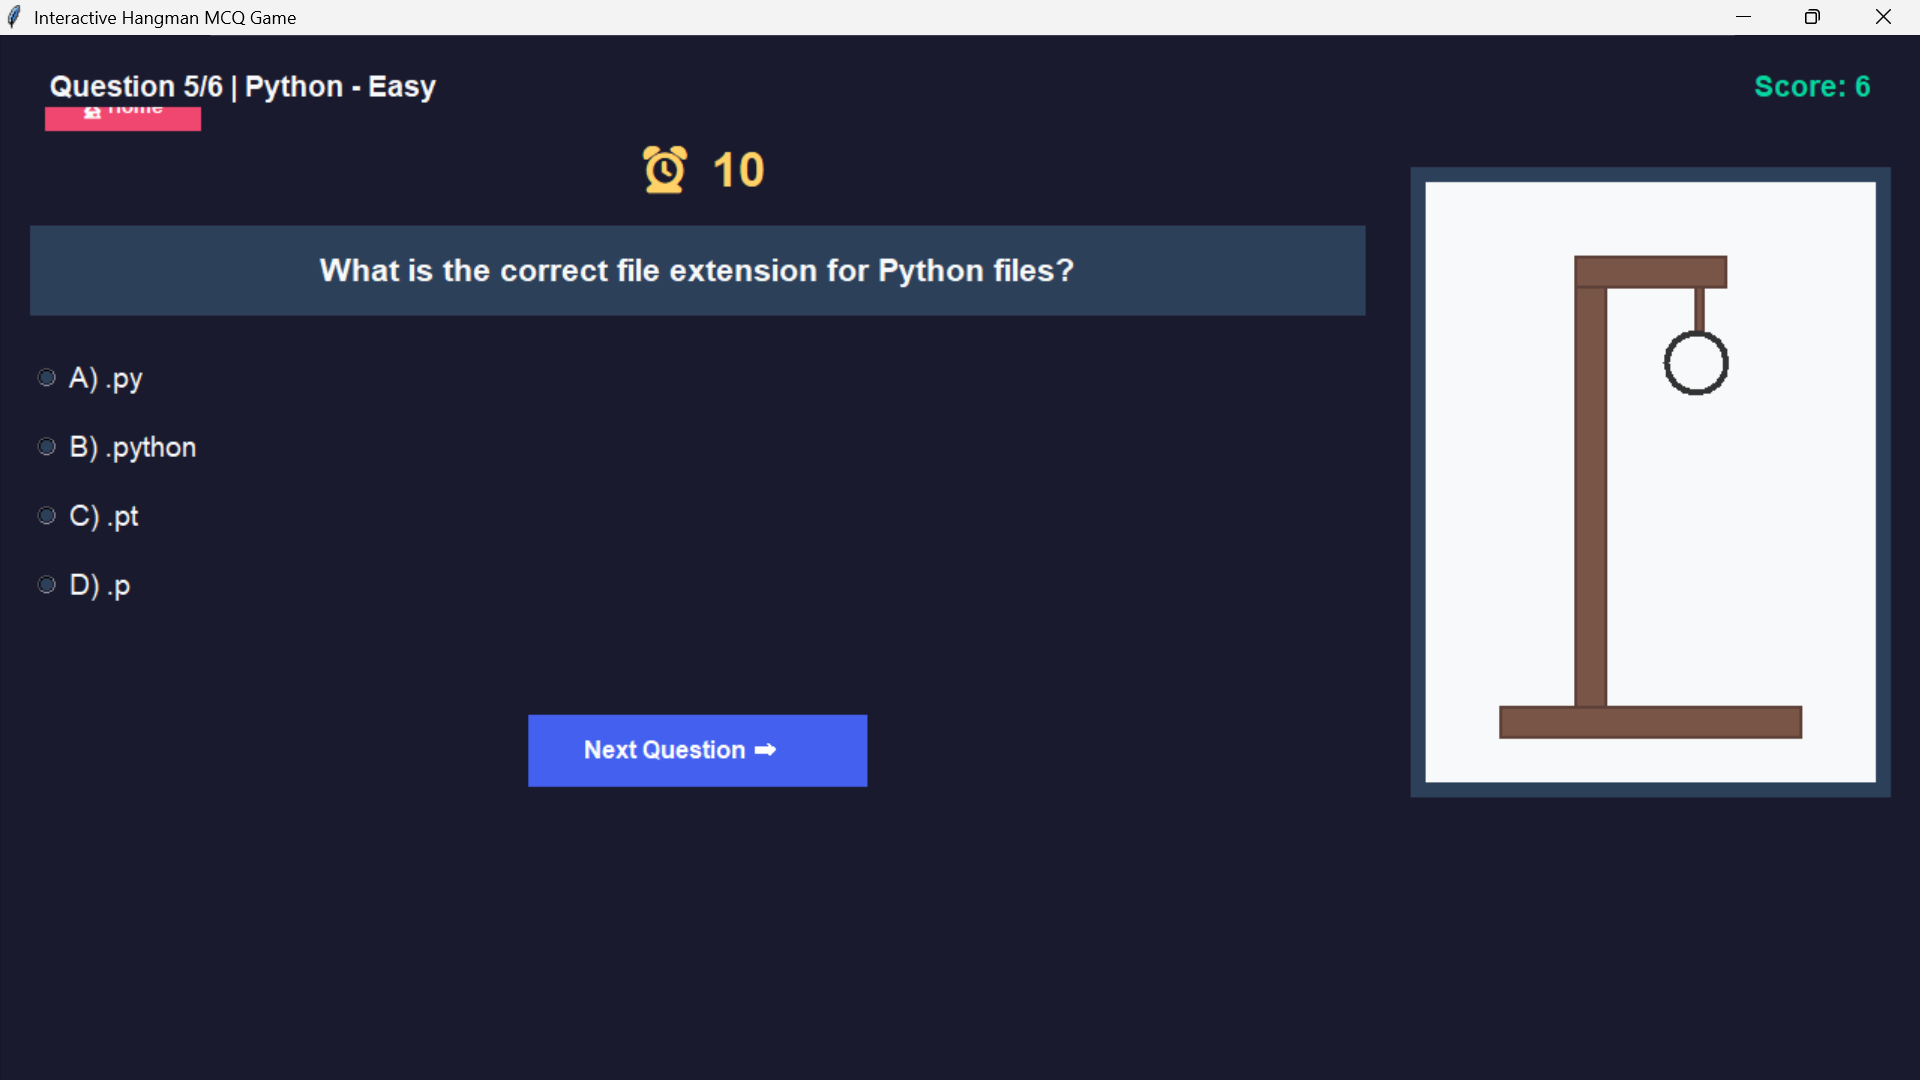 Interactive Hangman MCQ Game
Question 5/6 | Python - Easy
Score: 6
Home
10
What is the correct file extension for Python files?
A) .py
B) .python
C) .pt
D) .p
Next Question ➡